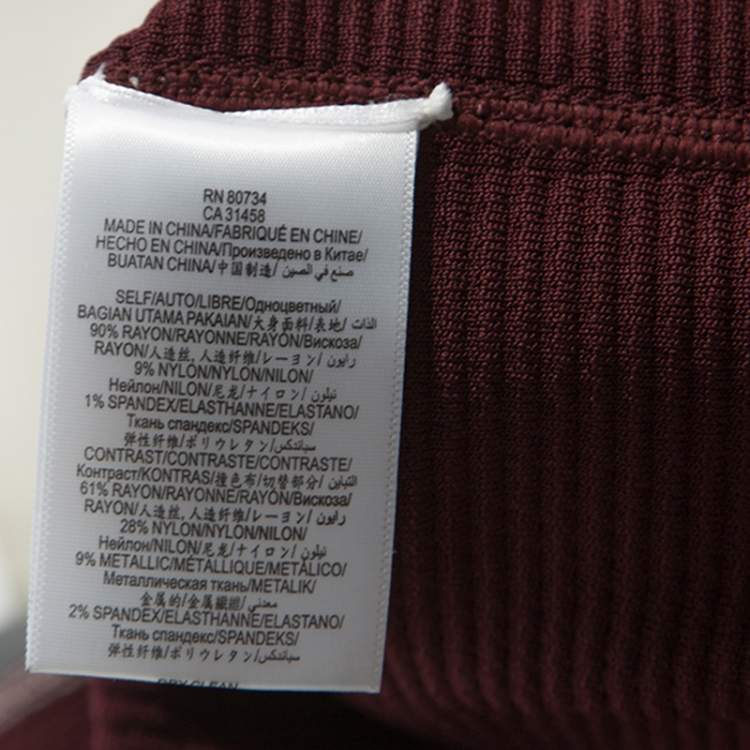 RN 80734
CA 31458
MADE IN CHINA/FABRIQUÉ EN CHINE/
HECHO EN CHINA/Произведено в Китае/
BUATAN CHINA/中国制造/ صنع في الصين/
SELF/AUTO/LIBRE/Одноцветный/
BAGIAN UTAMA PAKAIAN/大身面料/表地/ الذات
90% RAYON/RAYONNE/RAYÓN/Вискоза/
RAYON/人造丝, 人造纤维/レーヨン/ رايون
9% NYLON/NYLON/NILON/
Нейлон/NILON/尼龙/ナイロン/ نيلون
1% SPANDEX/ELASTHANNE/ELASTANO/
Ткань спандекс/SPANDEKS/
弹性纤维/ポリウレタン/سباندكس
CONTRAST/CONTRASTE/CONTRASTE/
Контраст/KONTRAS/撞色布/切替部分/ التباين
61% RAYON/RAYONNE/RAYÓN/Вискоза/
RAYON/人造丝, 人造纤维/レーヨン/ رايون
28% NYLON/NYLON/NILON/
Нейлон/NILON/尼龙/ナイロン/ نيلون
9% METALLIC/MÉTALLIQUE/METÁLICO/
Металлическая ткань/METALIK/
金属的/金属繊維/ معدني
2% SPANDEX/ELASTHANNE/ELASTANO/
Ткань спандекс/SPANDEKS/
弹性纤维/ポリウレタン/سباندكس
DRY CLEAN